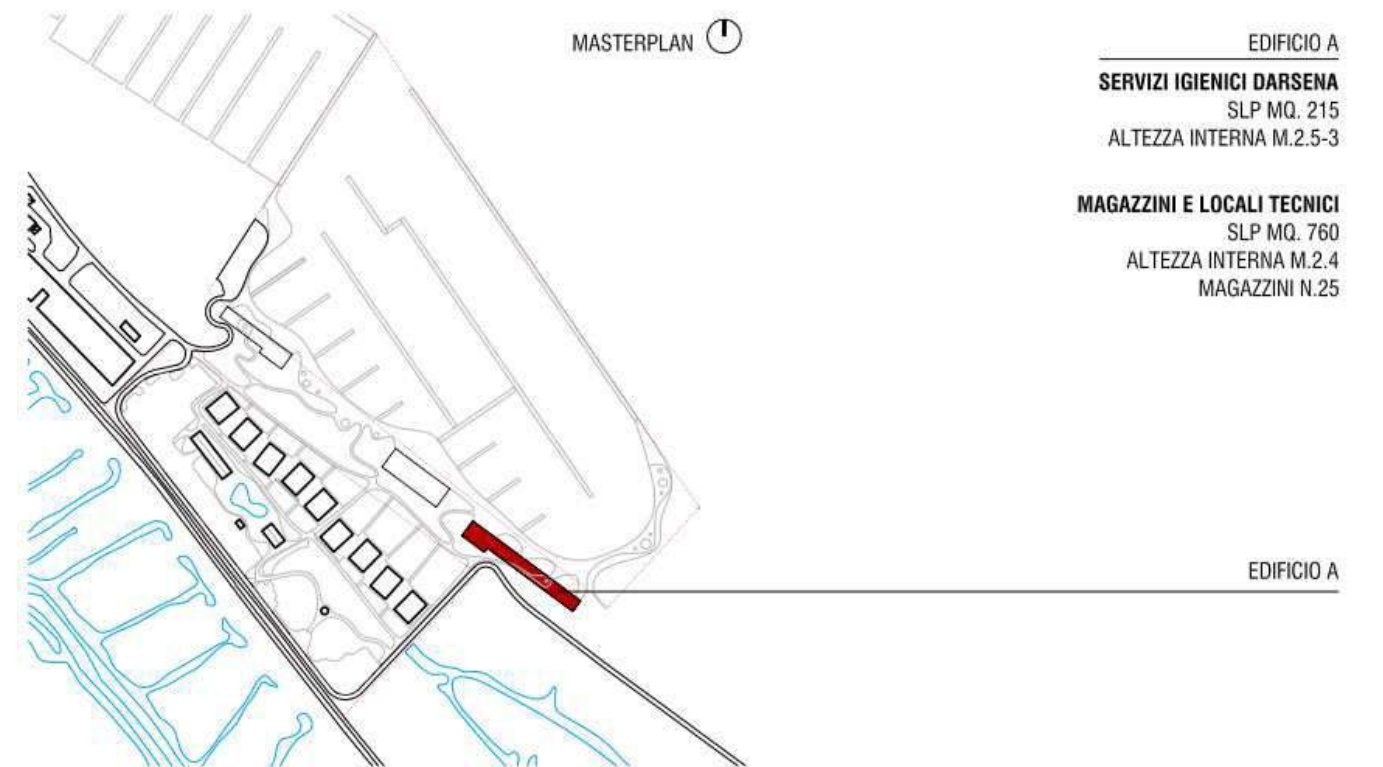 MASTERPLAN
EDIFICIO A
SERVIZI IGIENICI DARSENA
SLP MQ. 215
ALTEZZA INTERNA M.2.5-3
MAGAZZINI E LOCALI TECNICI
SLP MQ. 760
ALTEZZA INTERNA M.2.4
MAGAZZINI N.25
EDIFICIO A